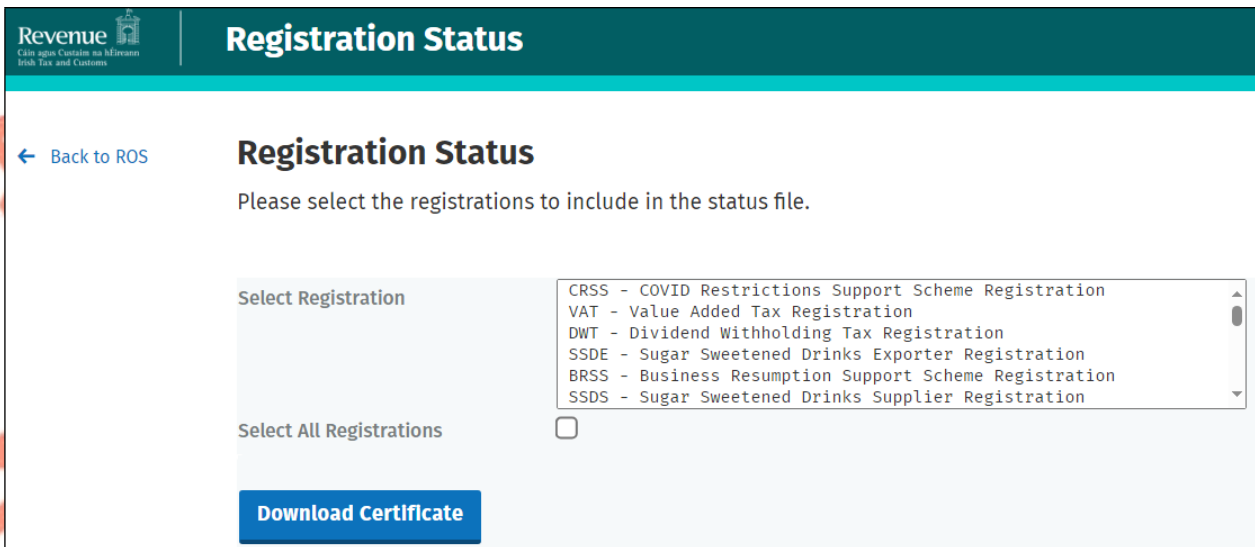 Revenue
Cáin agus Custaim na hÉireann
Irish Tax and Customs
Registration Status
← Back to ROS
Registration Status
Please select the registrations to include in the status file.
Select Registration
CRSS - COVID Restrictions Support Scheme Registration
VAT - Value Added Tax Registration
DWT - Dividend Withholding Tax Registration
SSDE - Sugar Sweetened Drinks Exporter Registration
BRSS - Business Resumption Support Scheme Registration
SSDS - Sugar Sweetened Drinks Supplier Registration
Select All Registrations
Download Certificate